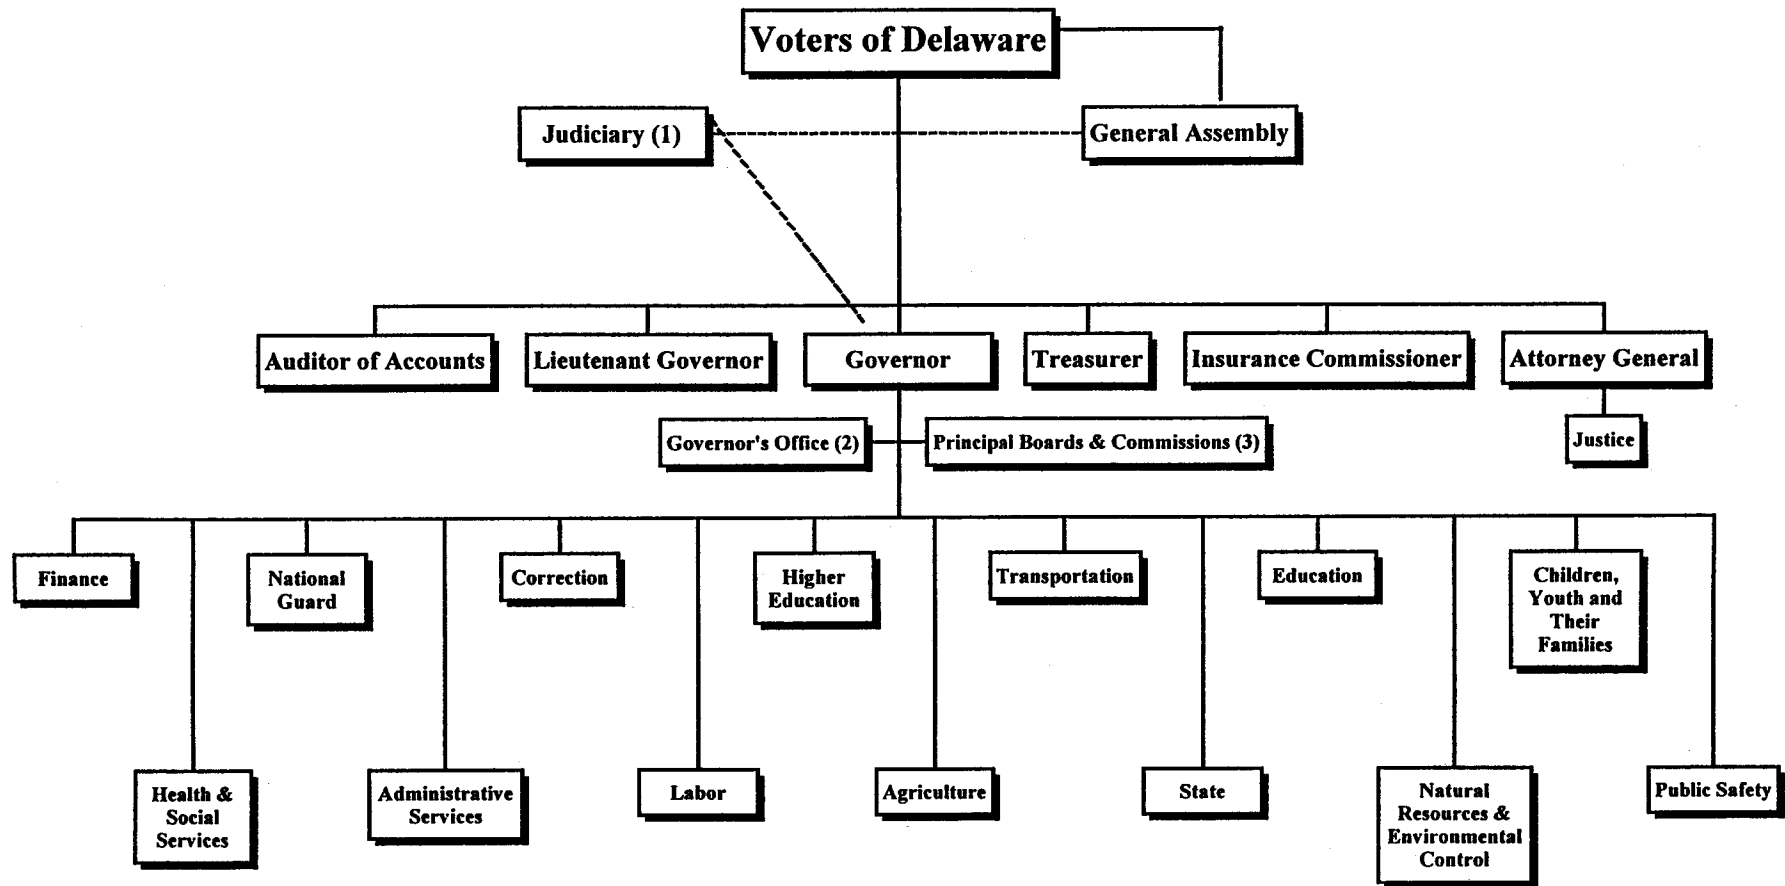 Voters of Delaware
Judiciary (1)
General Assembly
Auditor of Accounts
Lieutenant Governor
Governor
Treasurer
Insurance Commissioner
Attorney General
Governor's Office (2)
Principal Boards & Commissions (3)
Justice
Finance
National
Guard
Correction
Higher
Education
Transportation
Education
Children,
Youth and
Their
Families
Health &
Social
Services
Administrative
Services
Labor
Agriculture
State
Natural
Resources &
Environmental
Control
Public Safety